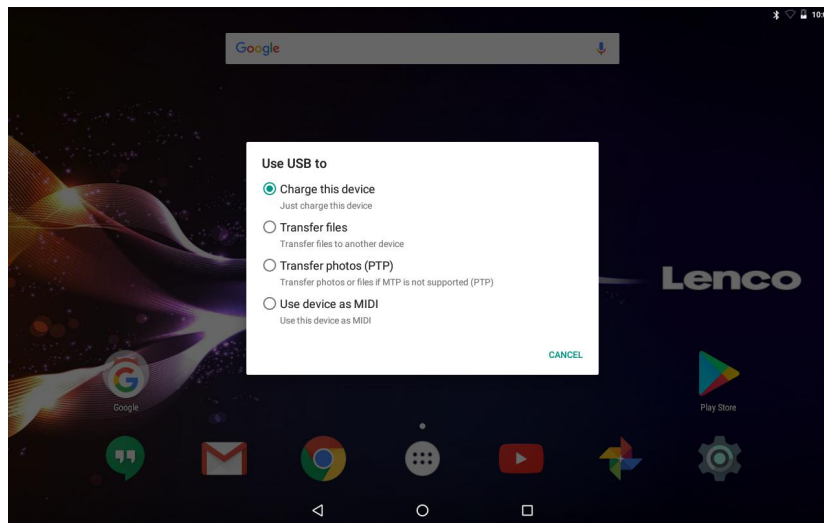 10:0
Google
Use USB to
Charge this device
Just charge this device
Transfer files
Transfer files to another device
Transfer photos (PTP)
Transfer photos or files if MTP is not supported (PTP)
Use device as MIDI
Use this device as MIDI
CANCEL
Lenco
G
Google
Play Store